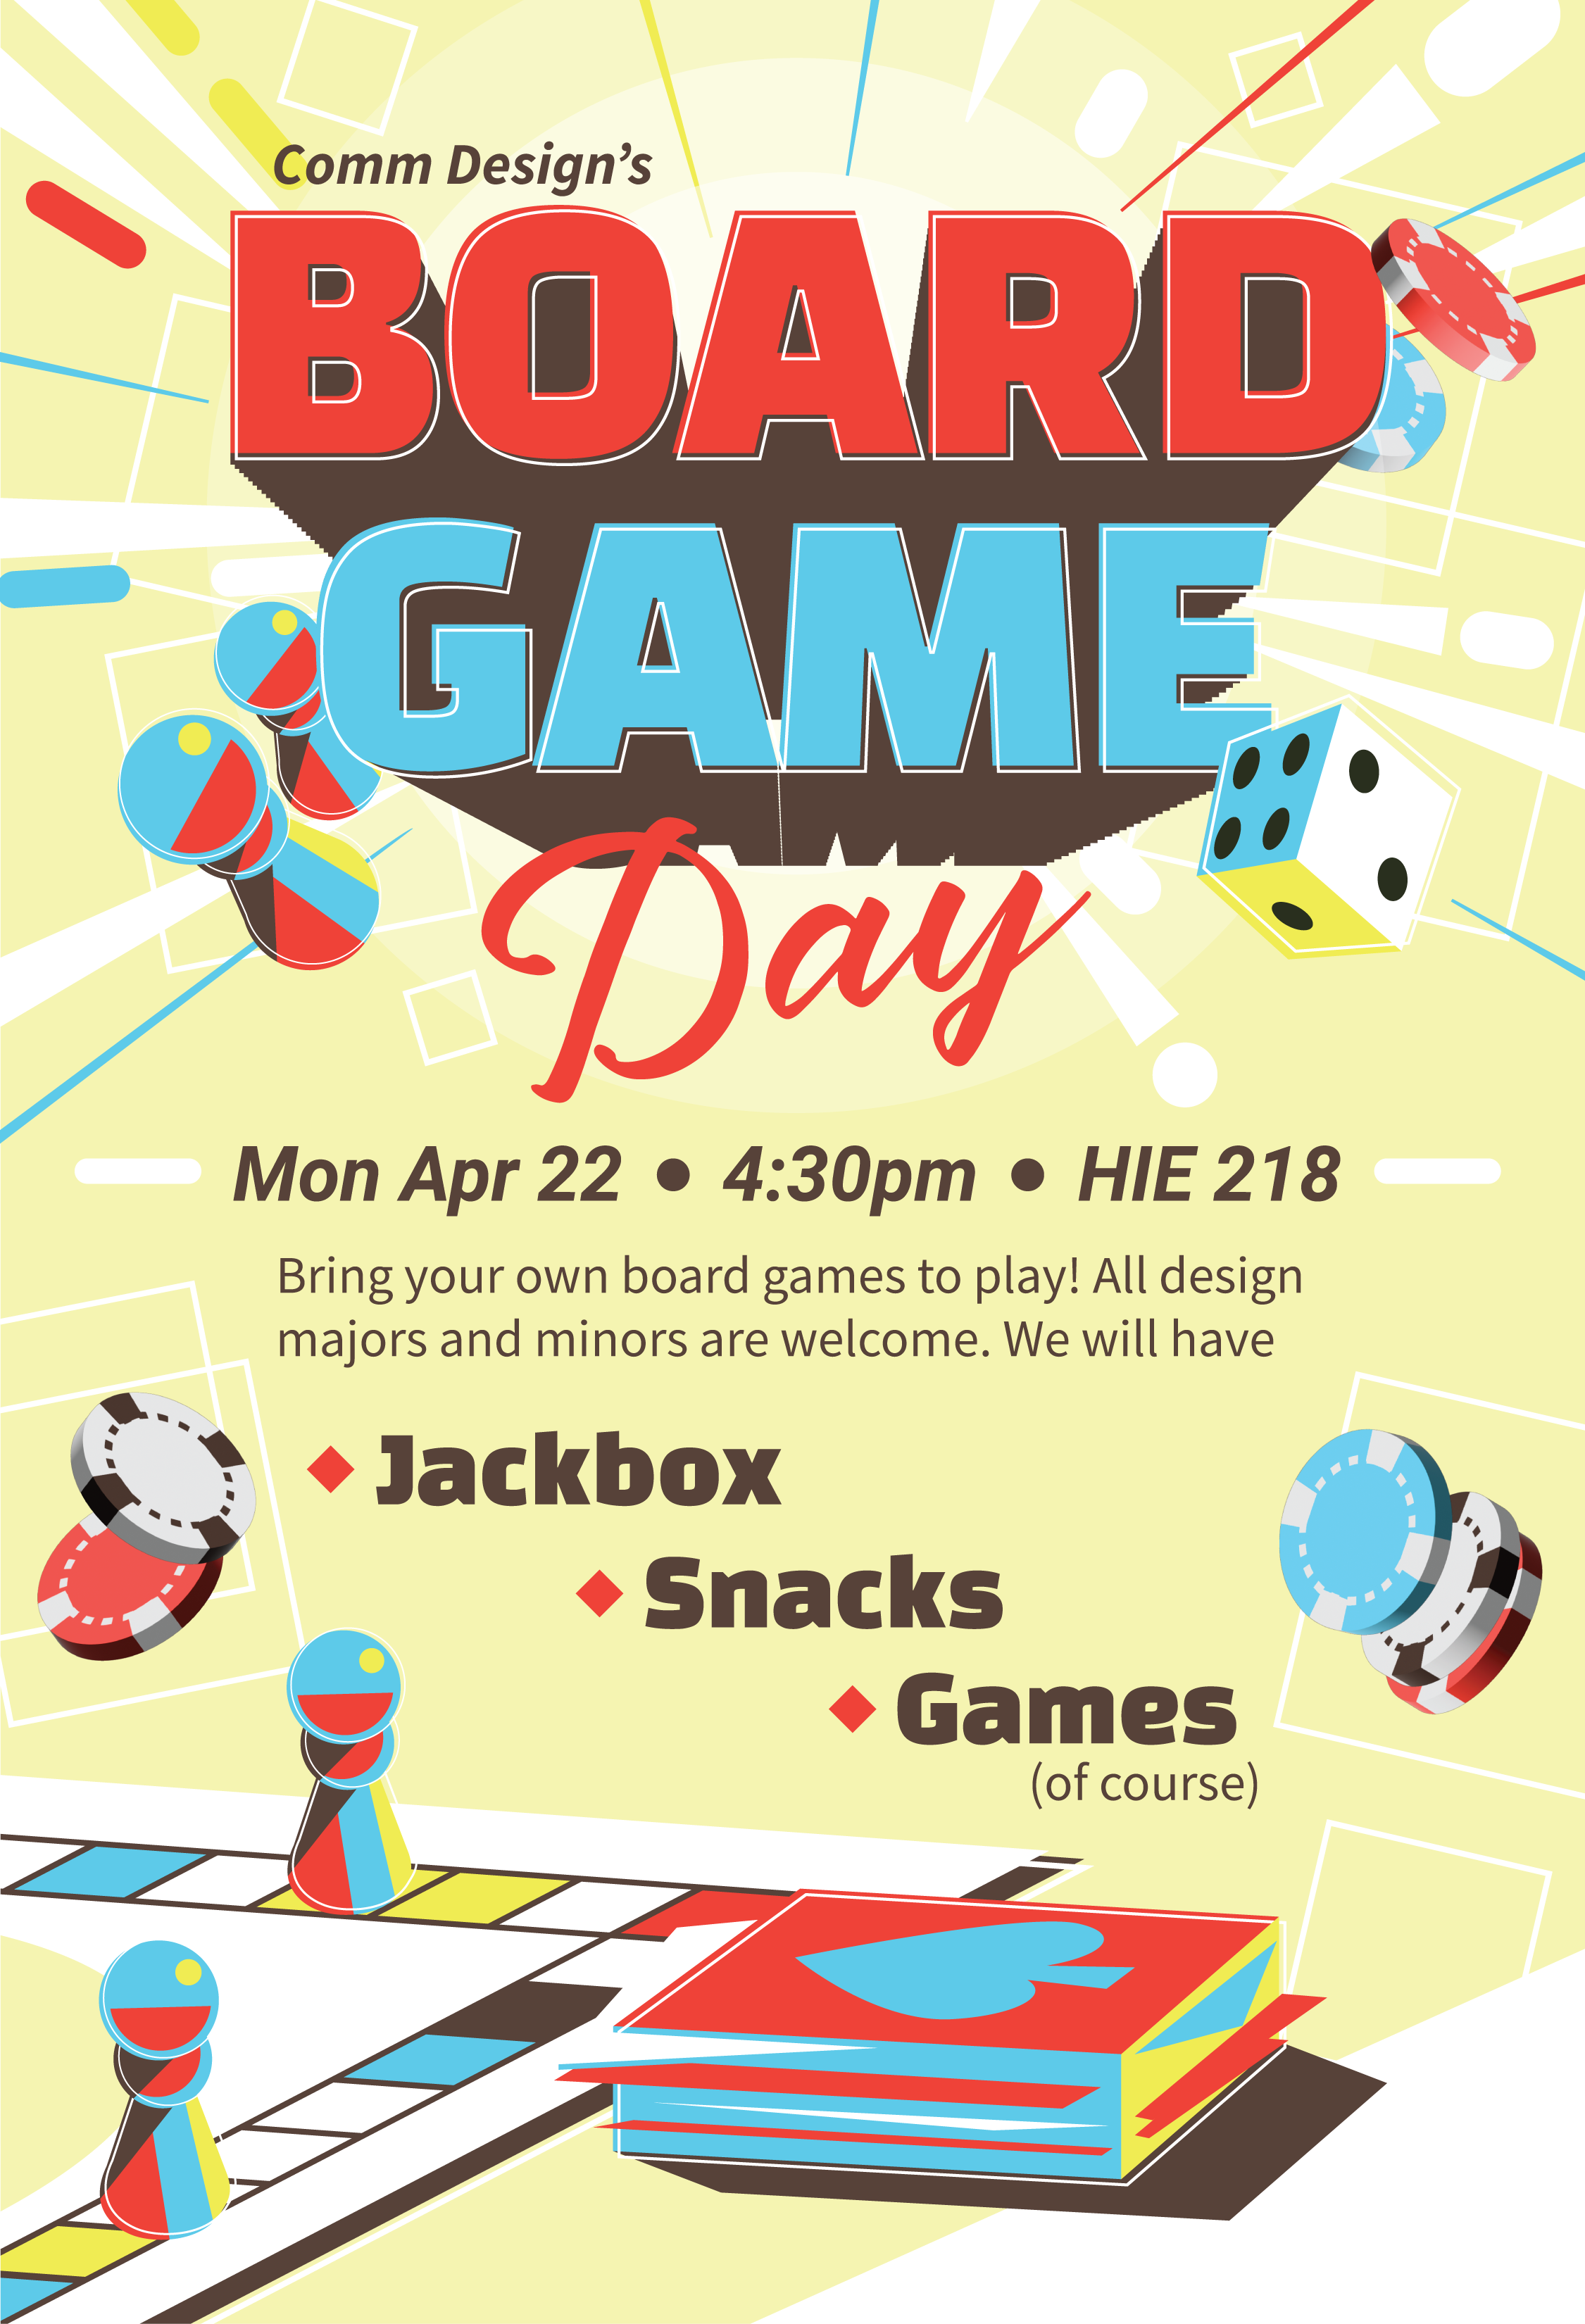 Comm Design’s
BOARD
GAME
Day
Mon Apr 22 • 4:30pm • HIE 218
Bring your own board games to play! All design
majors and minors are welcome. We will have
Jackbox
Snacks
Games
(of course)